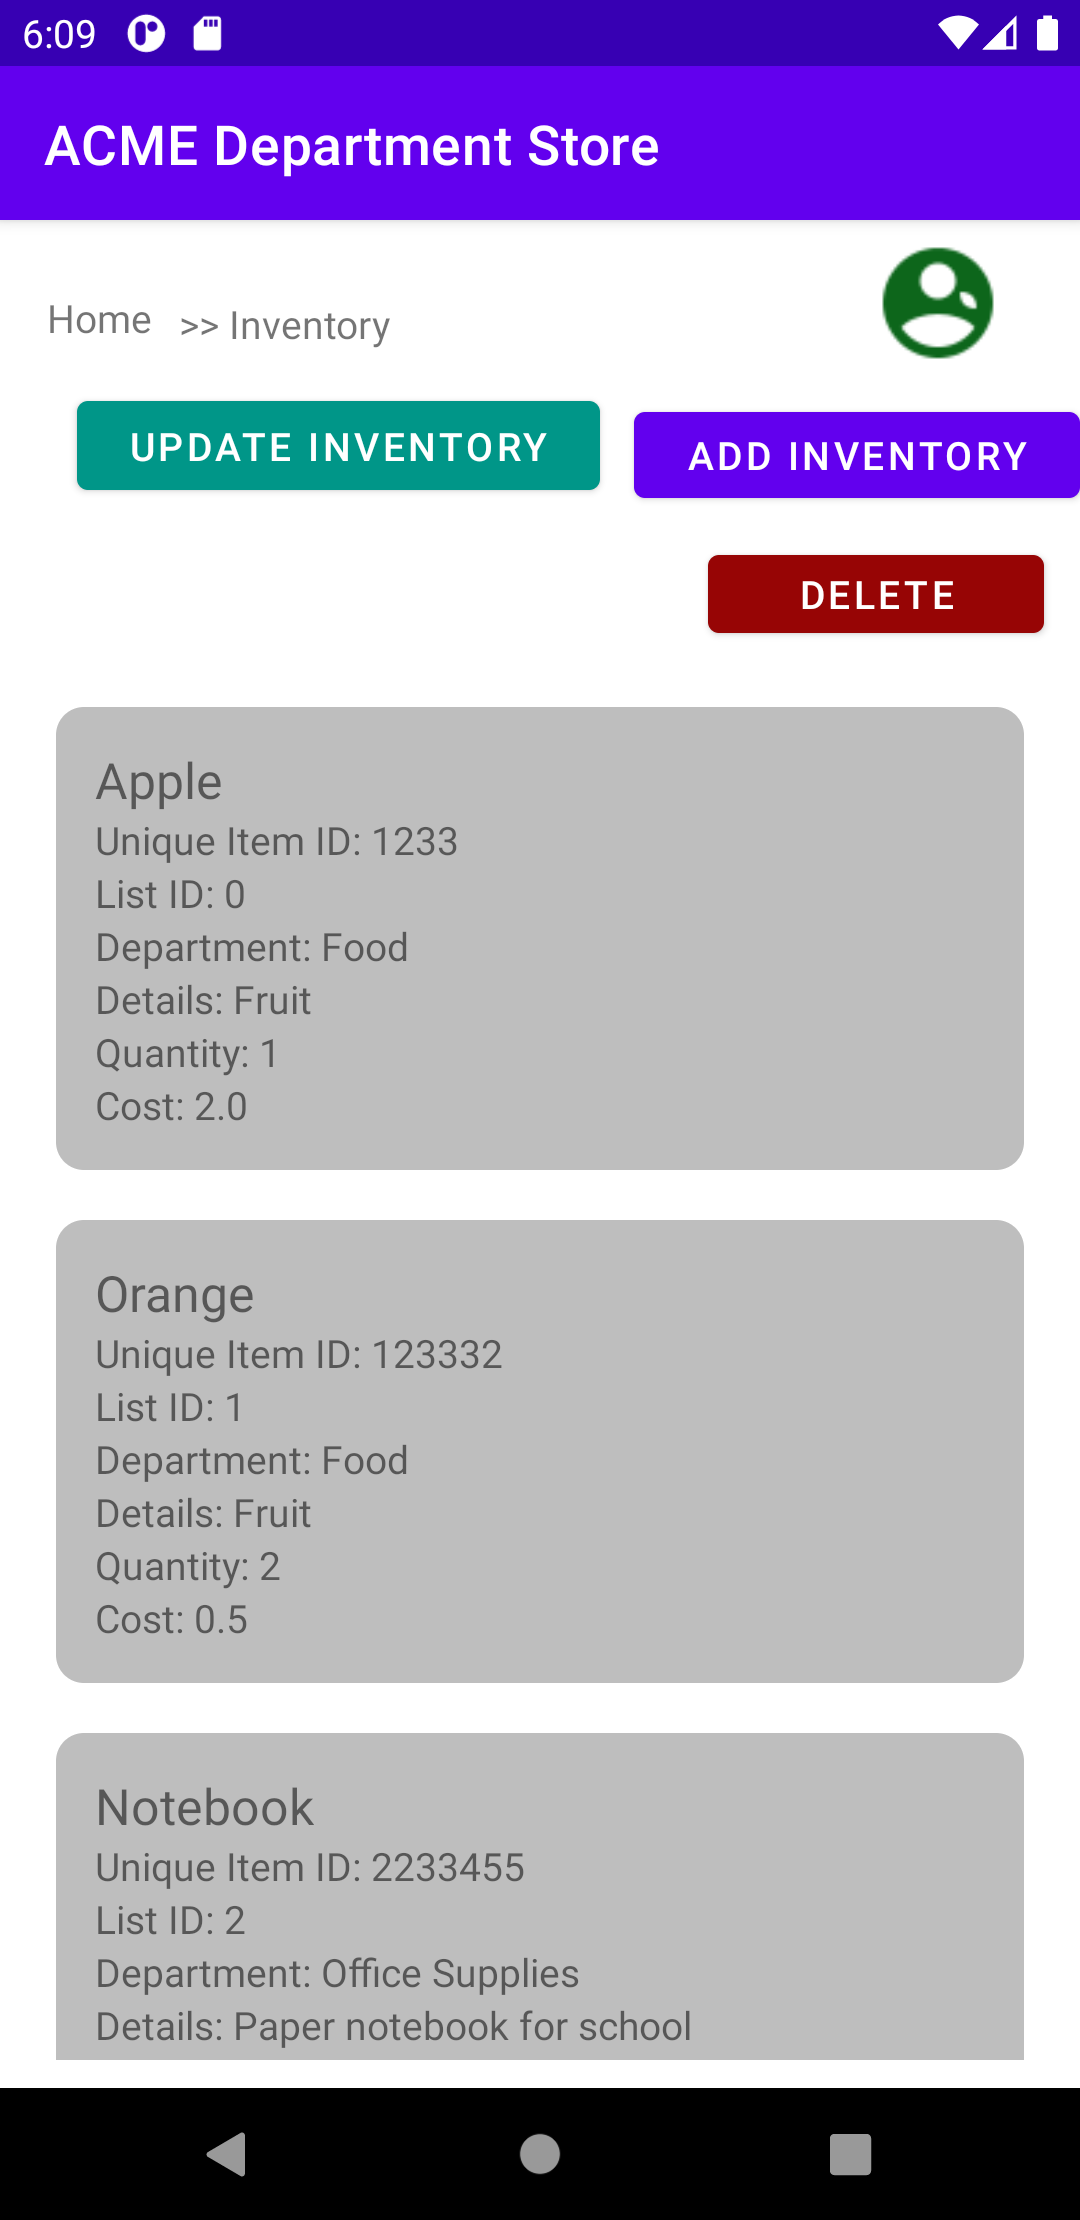 6:09
ACME Department Store
Home >> Inventory
UPDATE INVENTORY
ADD INVENTORY
DELETE
Apple
Unique Item ID: 1233
List ID: 0
Department: Food
Details: Fruit
Quantity: 1
Cost: 2.0
Orange
Unique Item ID: 123332
List ID: 1
Department: Food
Details: Fruit
Quantity: 2
Cost: 0.5
Notebook
Unique Item ID: 2233455
List ID: 2
Department: Office Supplies
Details: Paper notebook for school